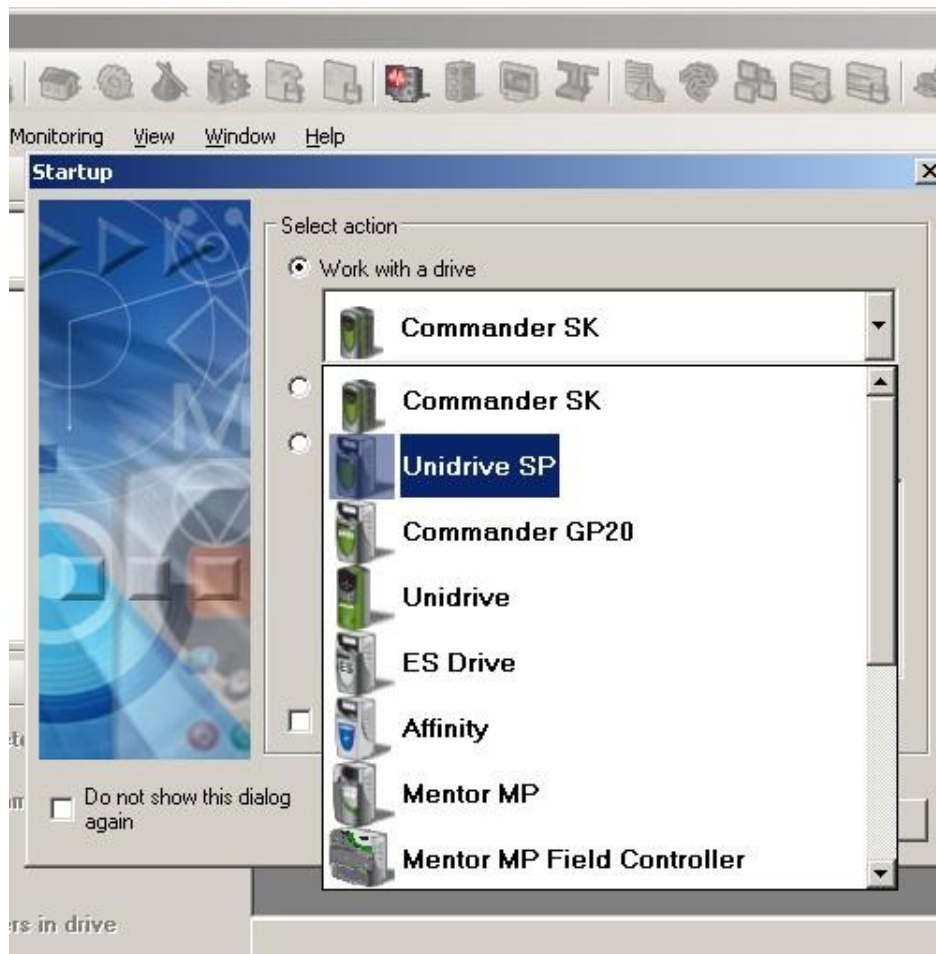 Monitoring View Window Help
Startup
Select action
Work with a drive
Commander SK
Commander SK
Unidrive SP
Commander GP20
Unidrive
ES Drive
Affinity
Mentor MP
Mentor MP Field Controller
Do not show this dialog
again
rs in drive